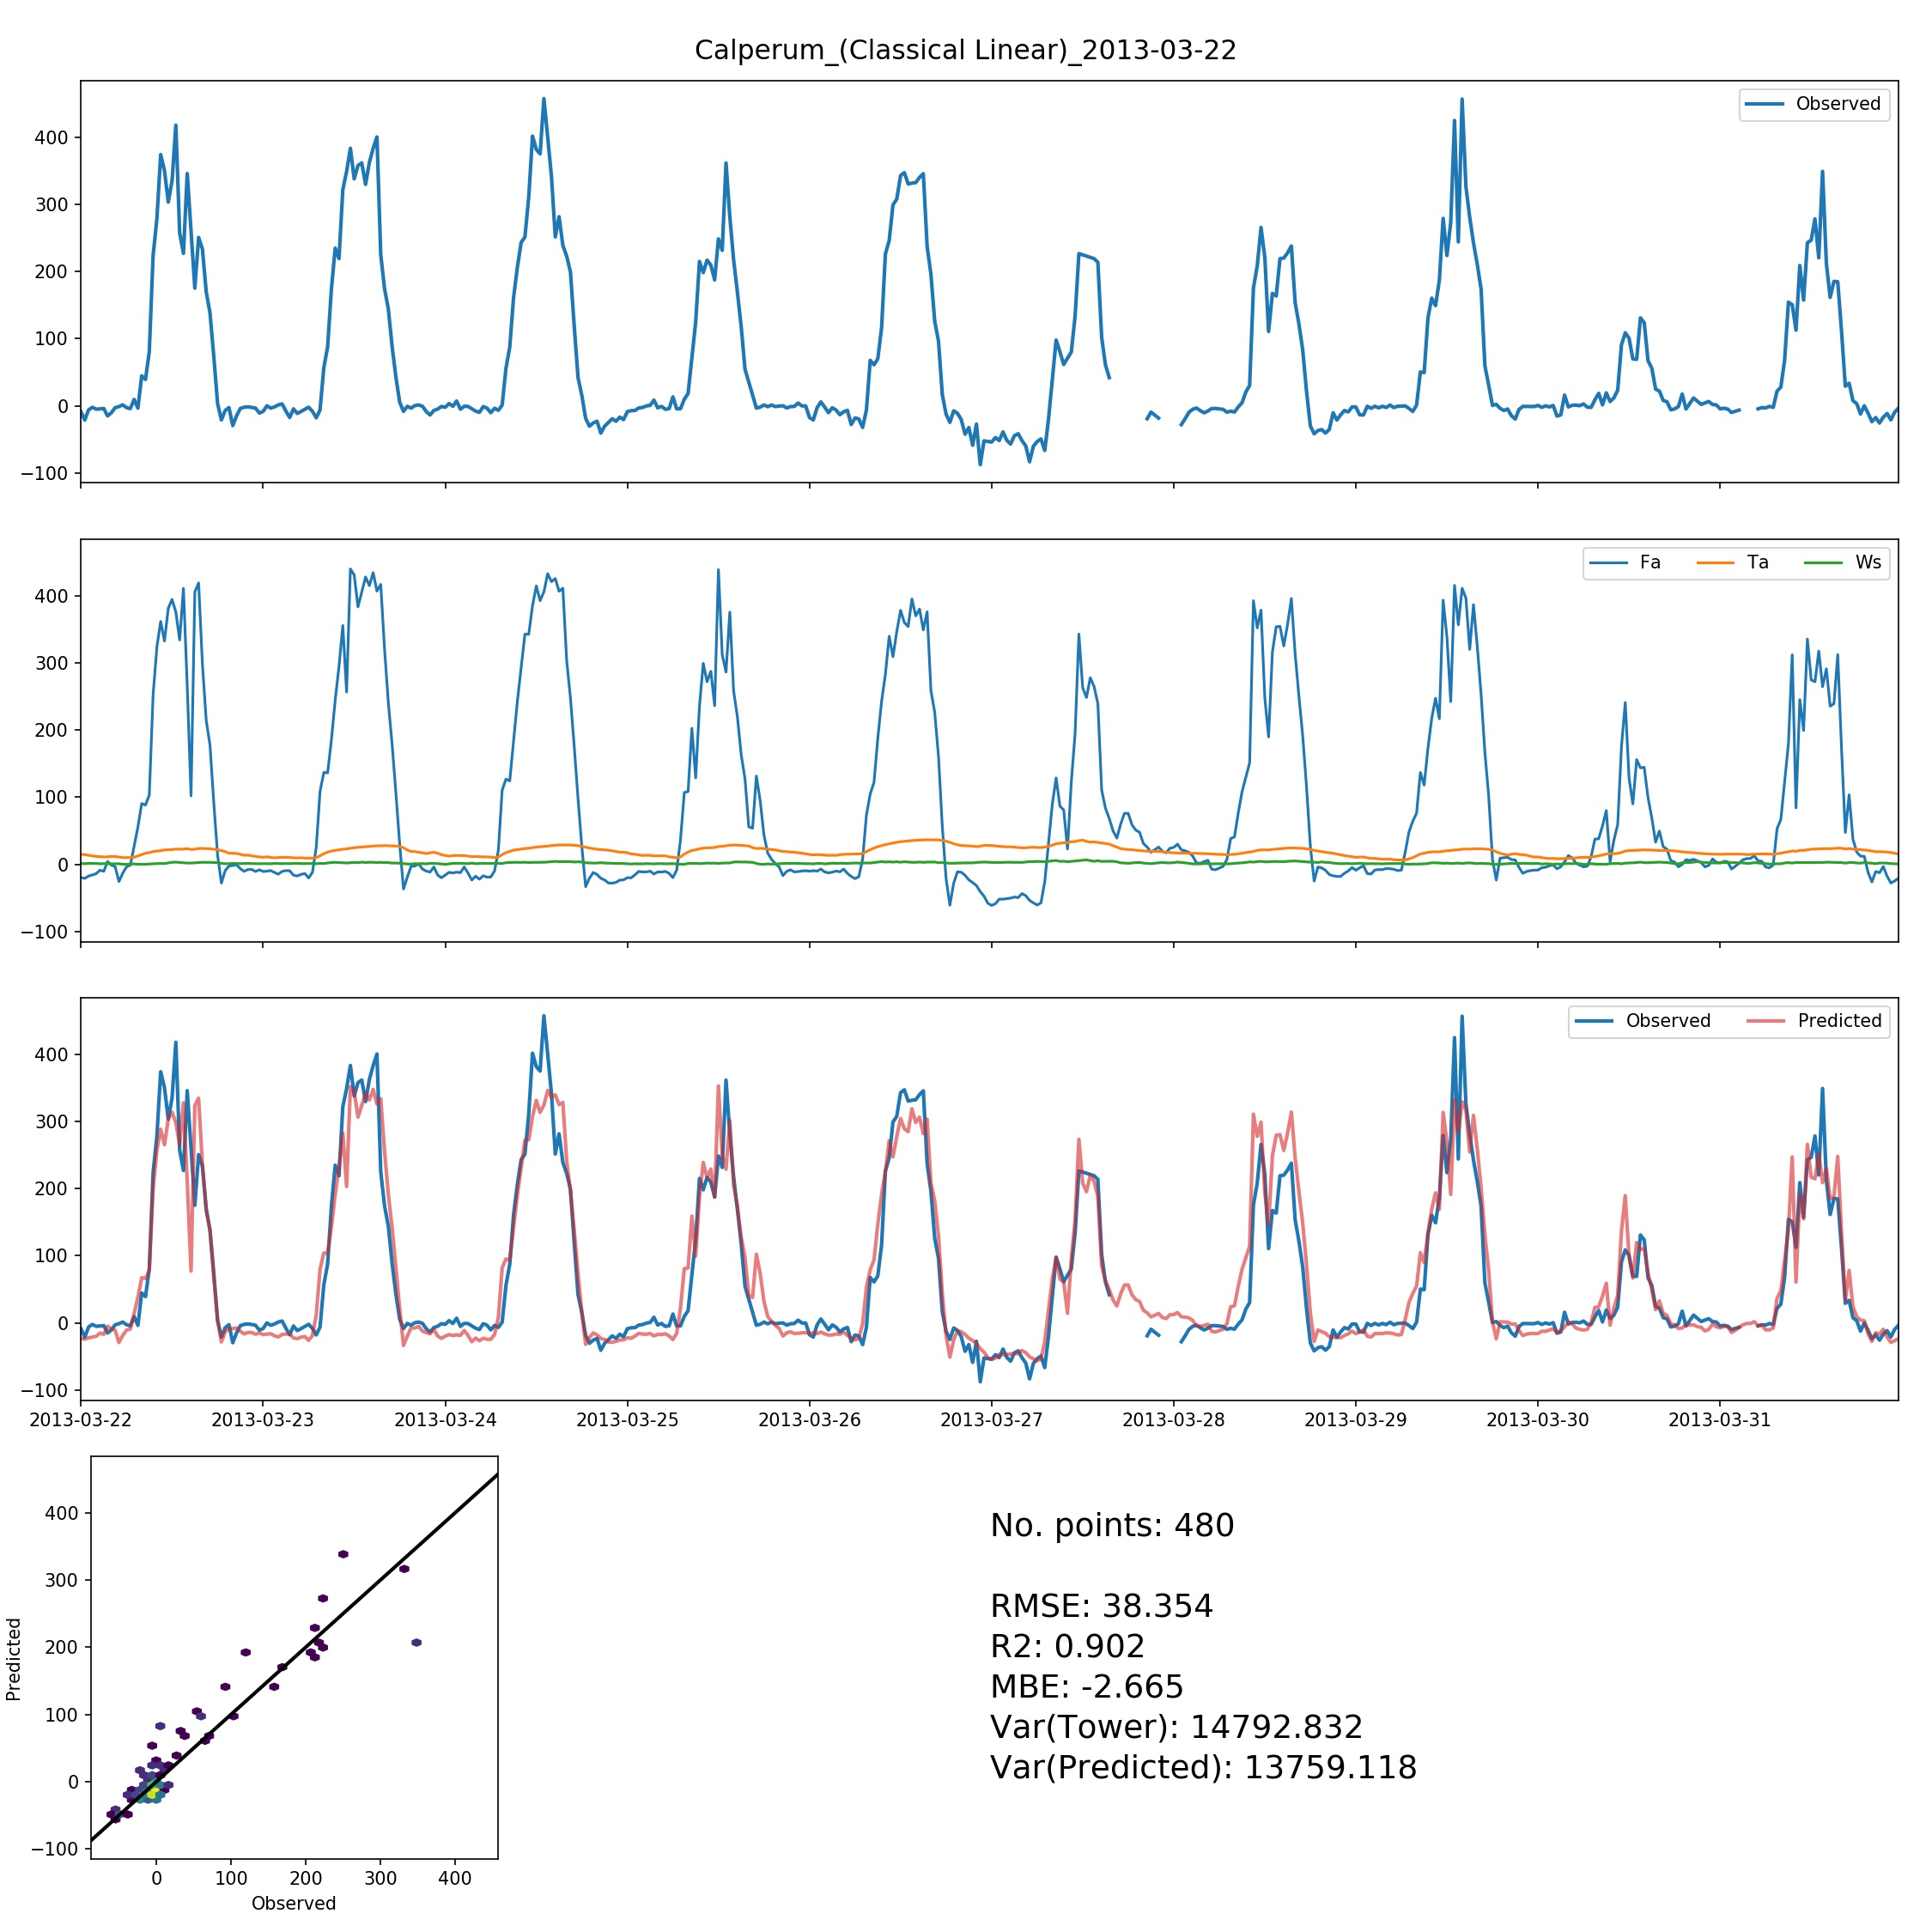 Calperum_(Classical Linear)_2013-03-22
Observed
400
300
200
100
0
−100
Fa Ta Ws
400
300
200
100
0
−100
Observed Predicted
400
300
200
100
0
−100
2013-03-22 2013-03-23 2013-03-24 2013-03-25 2013-03-26 2013-03-27 2013-03-28 2013-03-29 2013-03-30 2013-03-31
Predicted
400
300
200
100
0
−100
0 100 200 300 400
Observed
No. points: 480
RMSE: 38.354
R2: 0.902
MBE: -2.665
Var(Tower): 14792.832
Var(Predicted): 13759.118